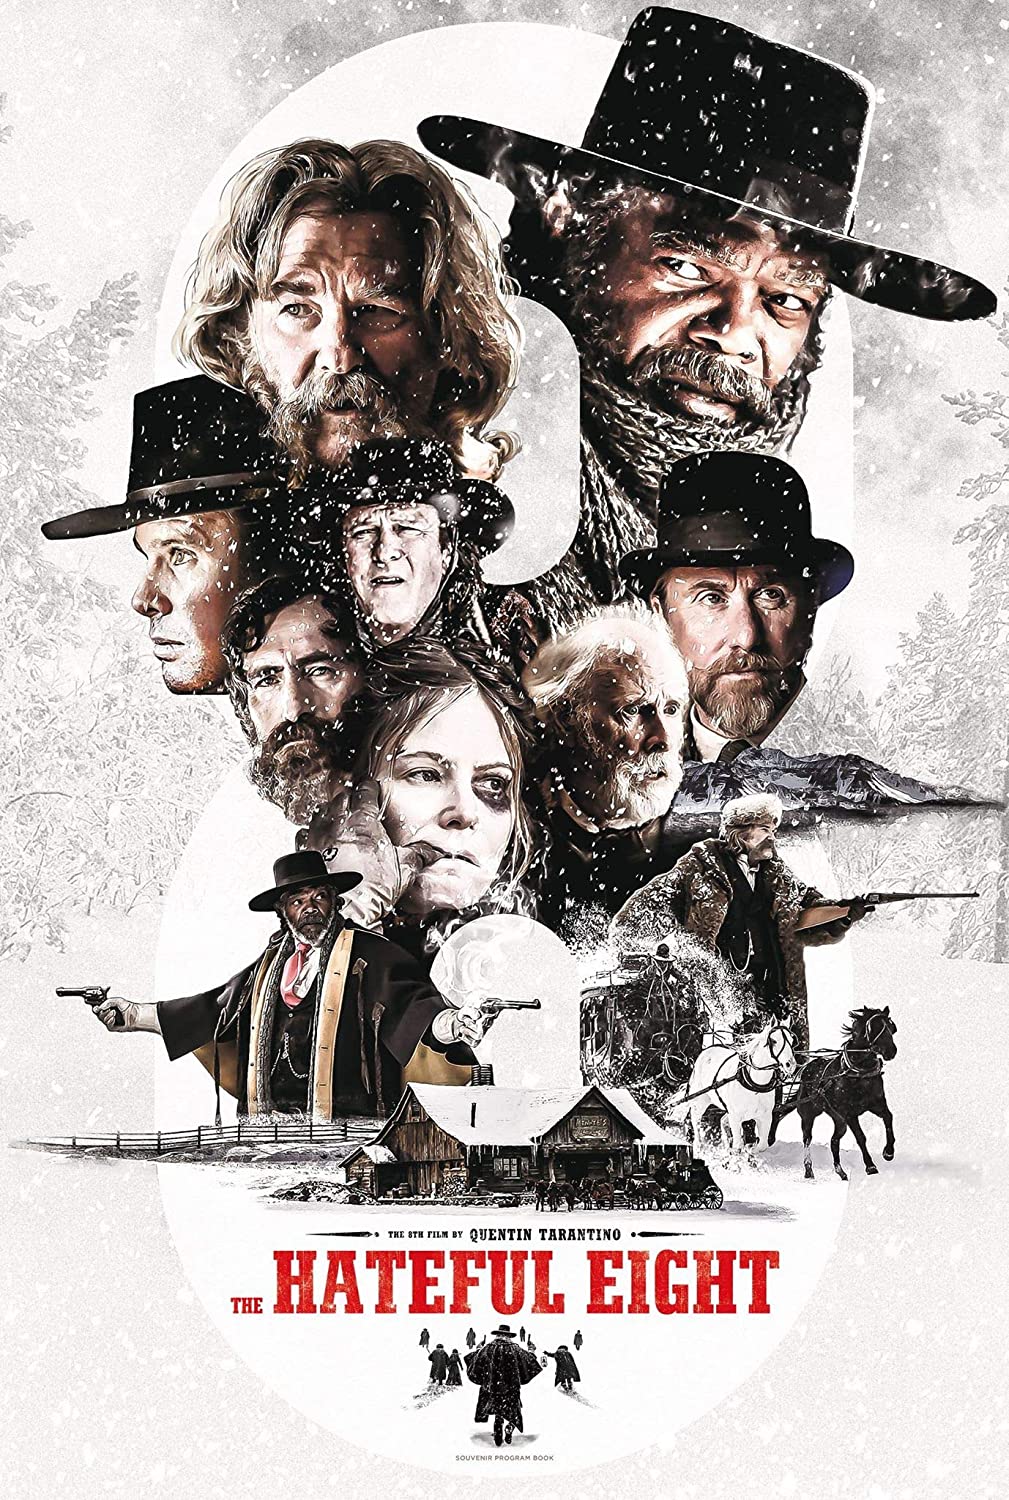 THE 8TH FILM BY QUENTIN TARANTINO
THE HATEFUL EIGHT
SOUVENIR PROGRAM BOOK